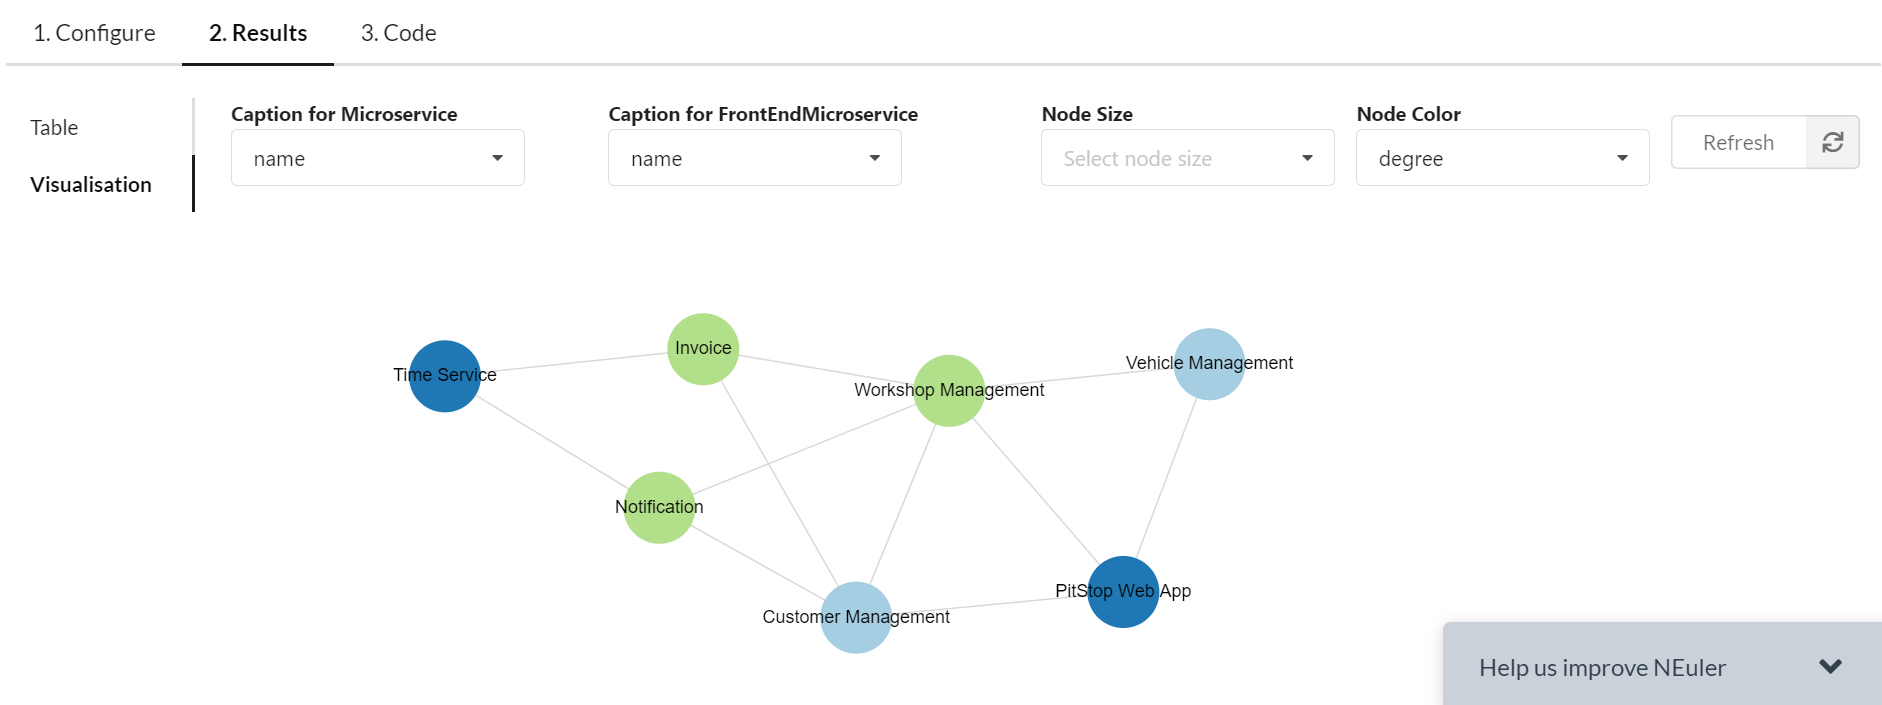 1. Configure
2. Results
3. Code
Table
Visualisation
Caption for Microservice
name
Caption for FrontEndMicroservice
name
Node Size
Select node size
Node Color
degree
Refresh
Time Service
Invoice
Workshop Management
Vehicle Management
Notification
Customer Management
PitStop Web App
Help us improve NEuler